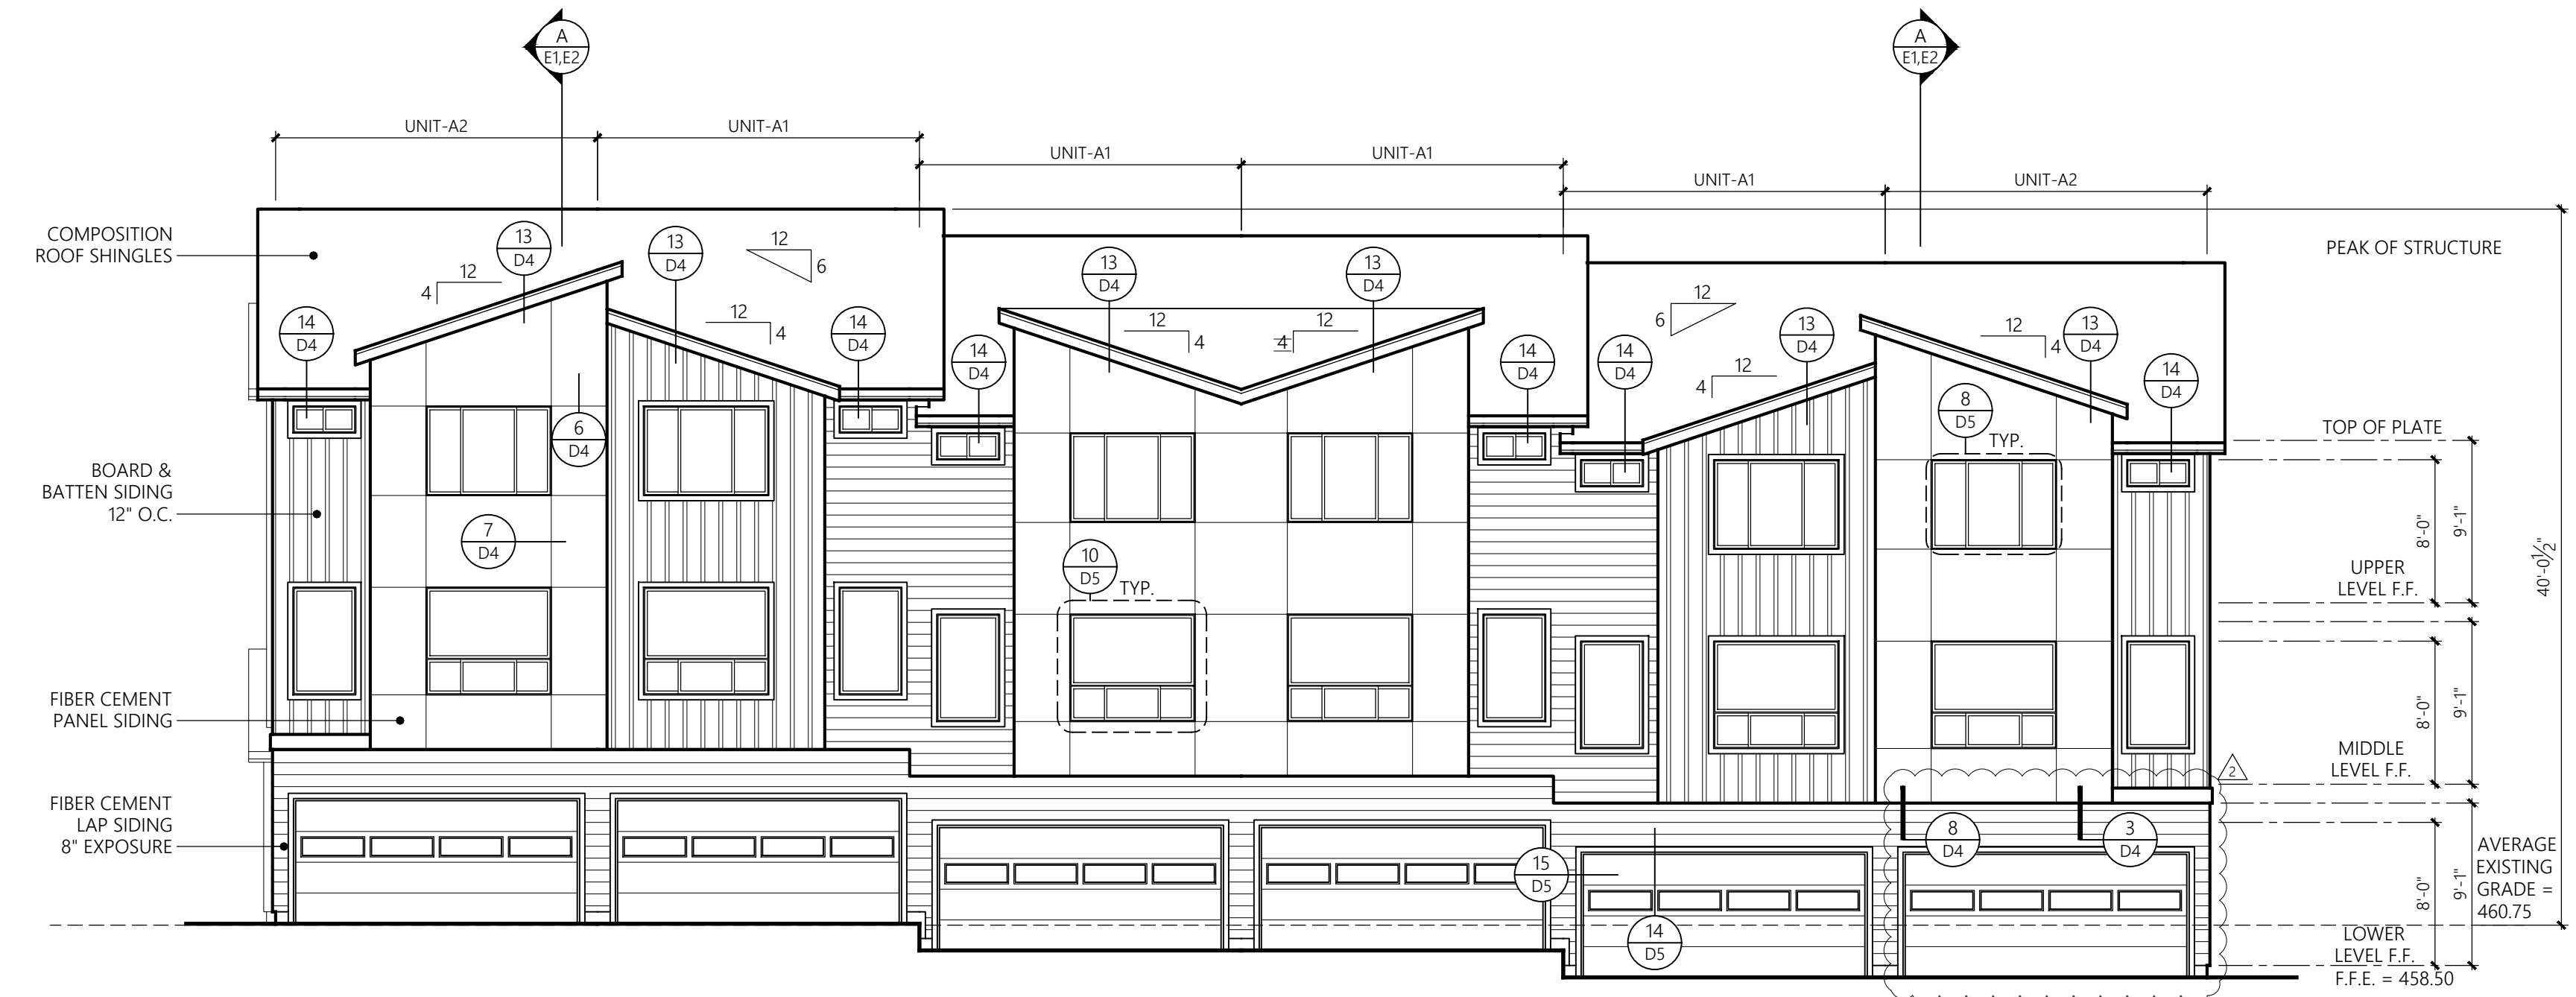 A
E1,E2
A
E1,E2
UNIT-A2
UNIT-A1
UNIT-A1
UNIT-A1
UNIT-A1
UNIT-A2
COMPOSITION
ROOF SHINGLES
13
D4
13
D4
12
6
12
4
12
4
14
D4
14
D4
14
D4
13
D4
13
D4
12
4
12
4
14
D4
14
D4
12
6
13
D4
12
4
13
D4
12
4
14
D4
PEAK OF STRUCTURE
6
D4
8
D5
TYP.
TOP OF PLATE
BOARD &
BATTEN SIDING
12" O.C.
7
D4
10
D5
TYP.
8'-0"
9'-1"
40'-0½"
UPPER
LEVEL F.F.
FIBER CEMENT
PANEL SIDING
8'-0"
9'-1"
MIDDLE
LEVEL F.F.
2
FIBER CEMENT
LAP SIDING
8" EXPOSURE
15
D5
14
D5
8
D4
3
D4
8'-0"
9'-1"
AVERAGE
EXISTING
GRADE =
460.75
LOWER
LEVEL F.F.
F.F.E. = 458.50